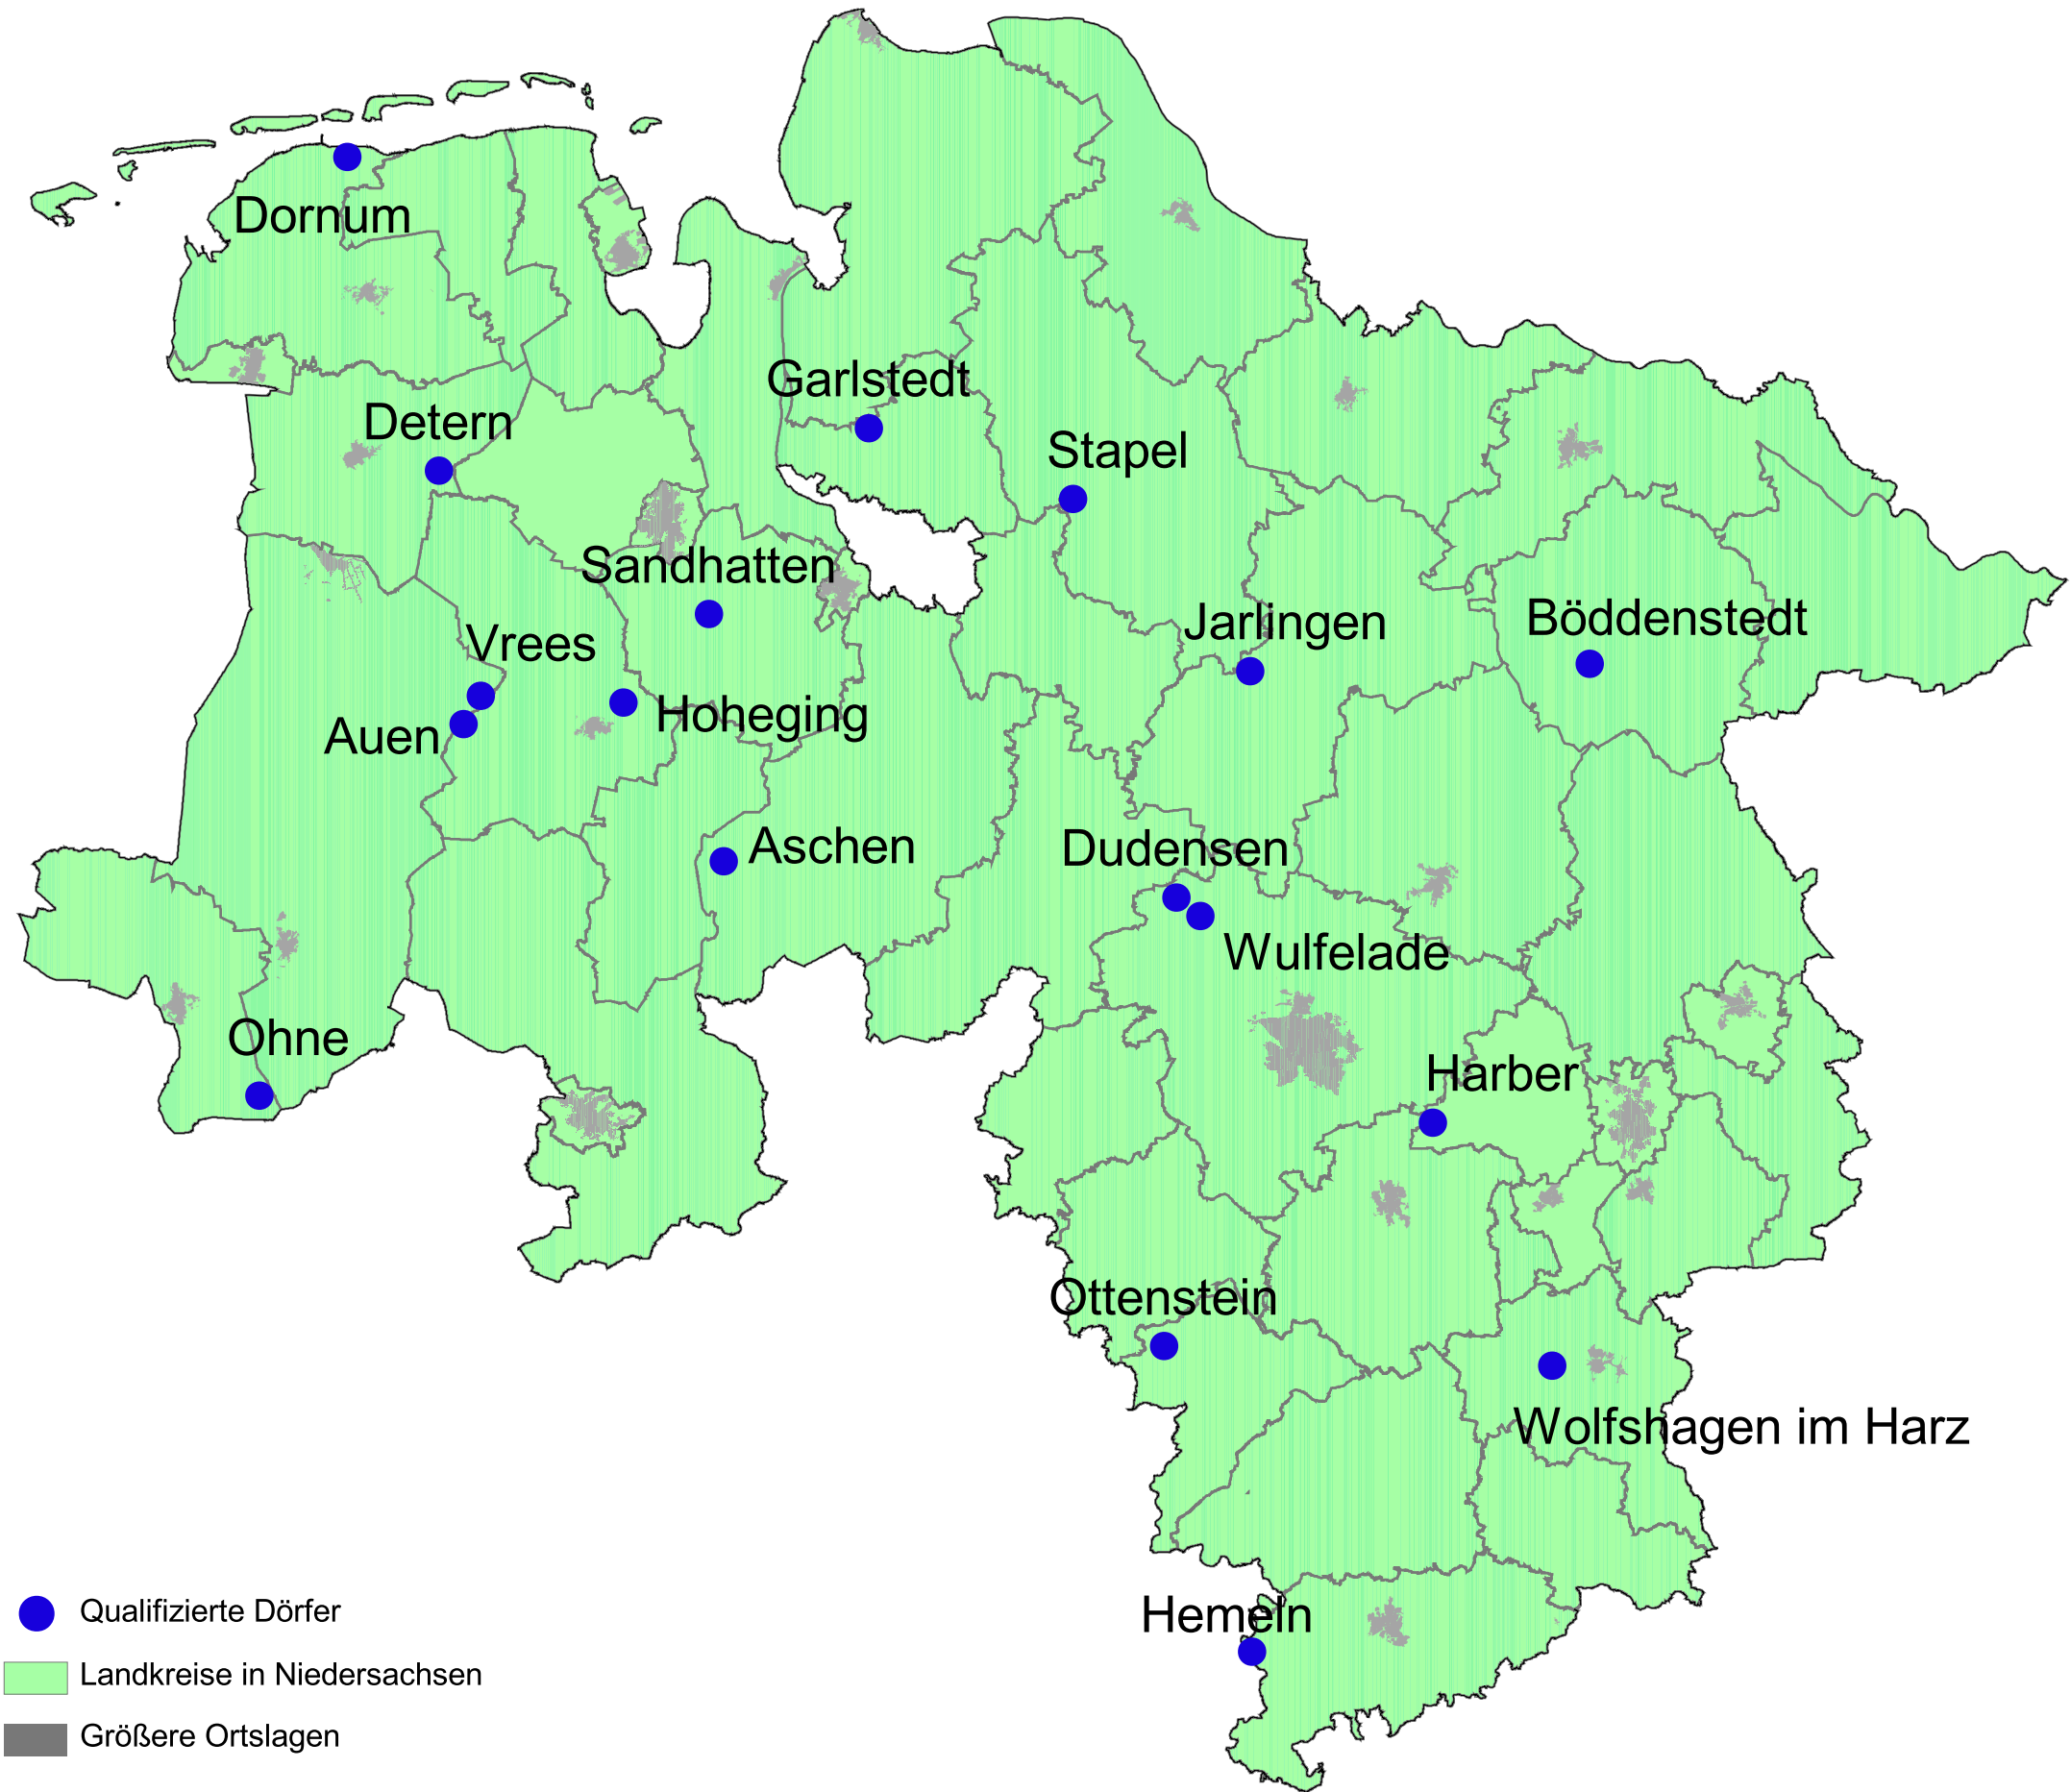 Dornum
Garlstedt
Detern
Stapel
Sandhatten
Jarlingen
Böddenstedt
Vrees
Hoheging
Auen
Aschen
Dudensen
Wulfelade
Ohne
Harber
Ottenstein
Wolfshagen im Harz
Hemeln
Qualifizierte Dörfer
Landkreise in Niedersachsen
Größere Ortslagen